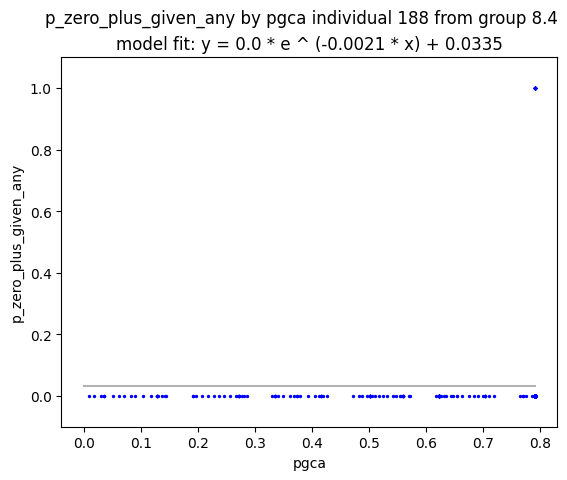 p_zero_plus_given_any by pgca individual 188 from group 8.4
model fit: y = 0.0 * e ^ (-0.0021 * x) + 0.0335
1.0
0.8
0.6
0.4
0.2
0.0
p_zero_plus_given_any
0.0 0.1 0.2 0.3 0.4 0.5 0.6 0.7 0.8
pgca